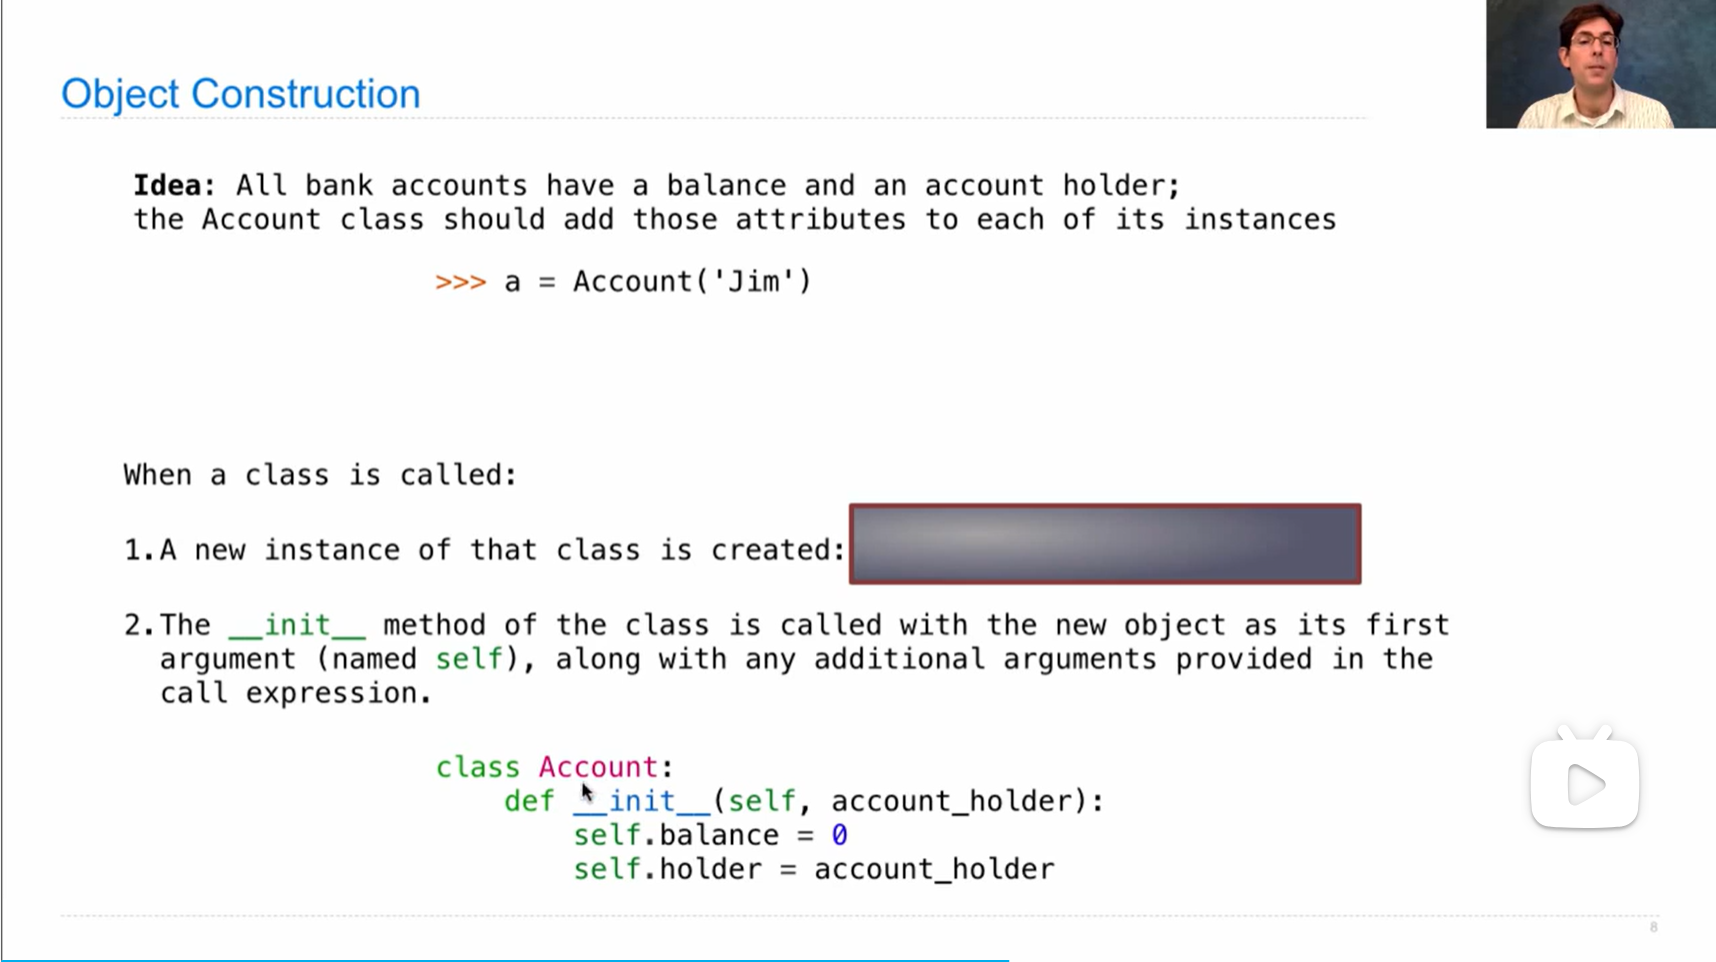 Object Construction
Idea: All bank accounts have a balance and an account holder;
the Account class should add those attributes to each of its instances
>>> a = Account('Jim')
When a class is called:
1.A new instance of that class is created:
2.The __init__ method of the class is called with the new object as its first
argument (named self), along with any additional arguments provided in the
call expression.
class Account:
    def __init__(self, account_holder):
        self.balance = 0
        self.holder = account_holder
8